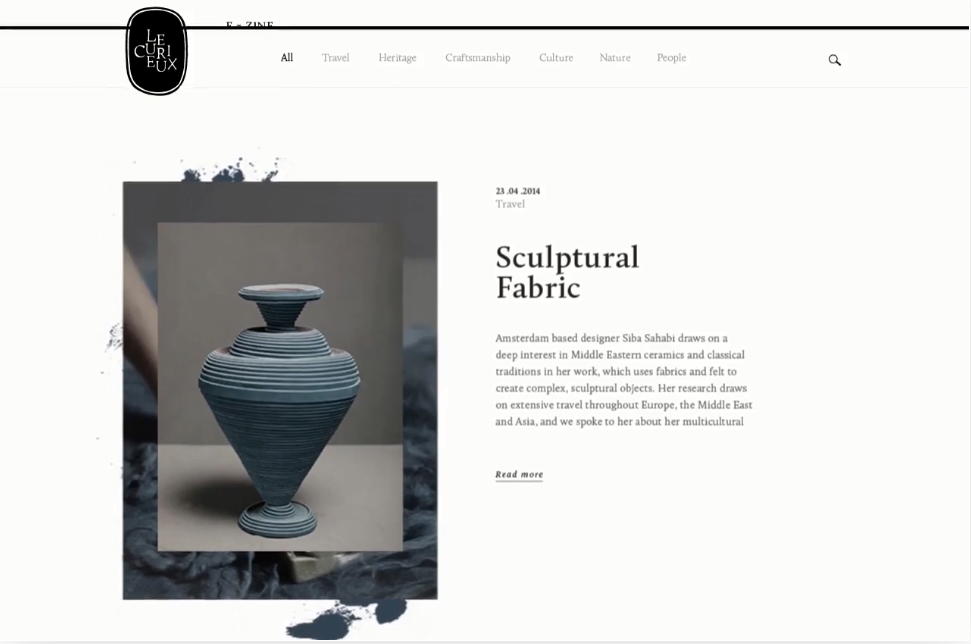 E - ZINE
LE
CURI
EUX
All Travel Heritage Craftsmanship Culture Nature People
23 .04 .2014
Travel
Sculptural
Fabric
Amsterdam based designer Siba Sahabi draws on a
deep interest in Middle Eastern ceramics and classical
traditions in her work, which uses fabrics and felt to
create complex, sculptural objects. Her research draws
on extensive travel throughout Europe, the Middle East
and Asia, and we spoke to her about her multicultural
Read more